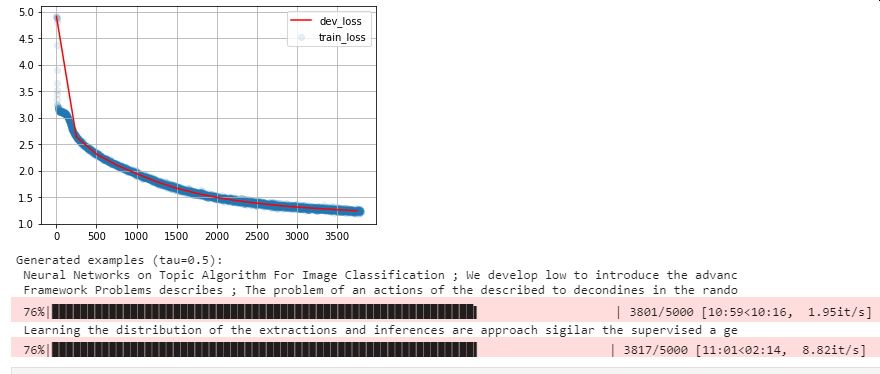 5.0
4.5
4.0
3.5
3.0
2.5
2.0
1.5
1.0
dev_loss
train_loss
0 500 1000 1500 2000 2500 3000 3500
Generated examples (tau=0.5):
Neural Networks on Topic Algorithm For Image Classification ; We develop low to introduce the advanc
Framework Problems describes ; The problem of an actions of the described to decondines in the rando
76%| | 3801/5000 [10:59<10:16, 1.95it/s]
Learning the distribution of the extractions and inferences are approach sigilar the supervised a ge
76%| | 3817/5000 [11:01<02:14, 8.82it/s]